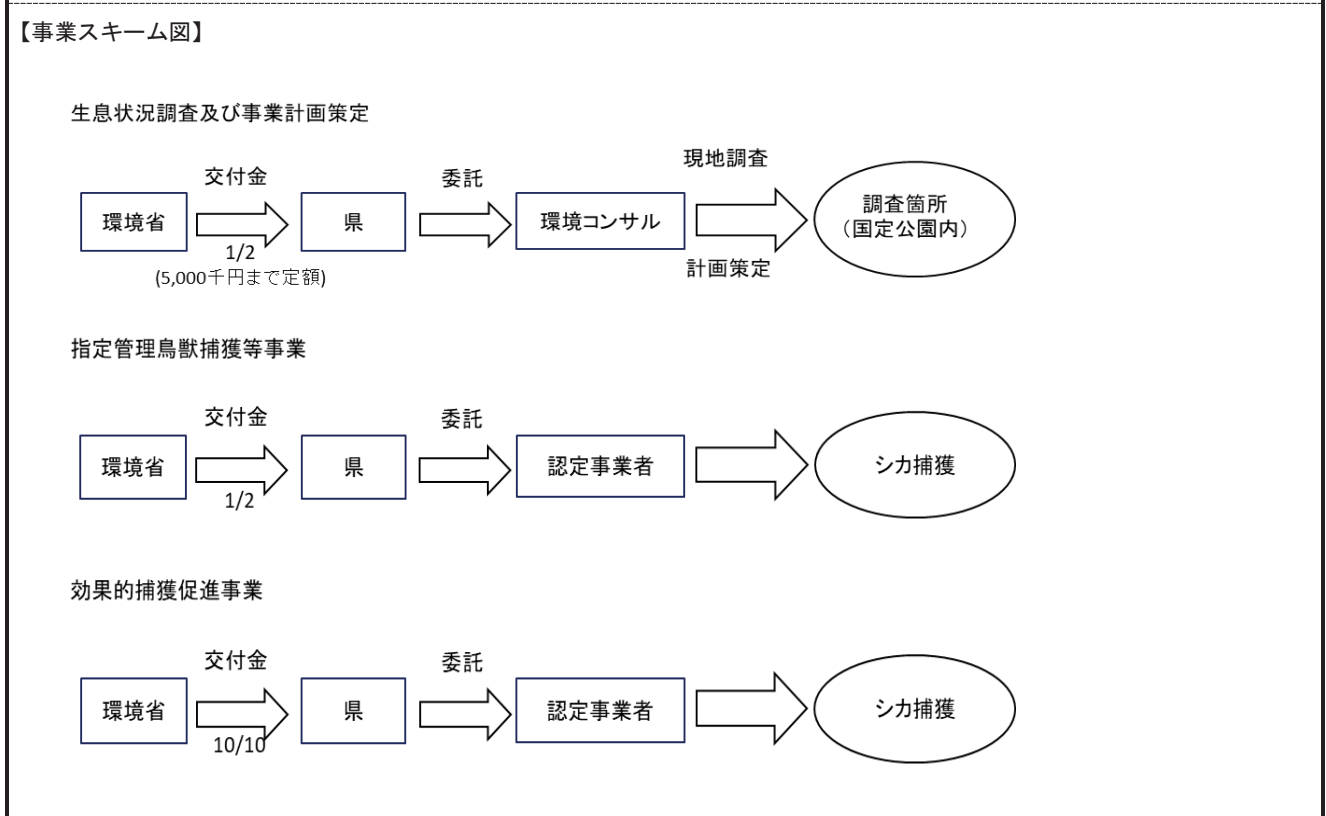 【事業スキーム図】
生息状況調査及び事業計画策定
環境省
交付金
1/2
(5,000千円まで定額)
県
委託
環境コンサル
現地調査
計画策定
調査箇所
（国定公園内）
指定管理鳥獣捕獲等事業
環境省
交付金
1/2
県
委託
認定事業者
シカ捕獲
効果的捕獲促進事業
環境省
交付金
10/10
県
委託
認定事業者
シカ捕獲